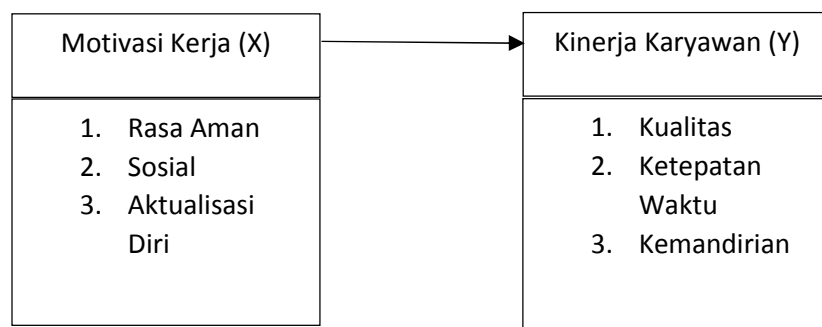 Motivasi Kerja (X)
1. Rasa Aman
2. Sosial
3. Aktualisasi
Diri
Kinerja Karyawan (Y)
1. Kualitas
2. Ketepatan
Waktu
3. Kemandirian